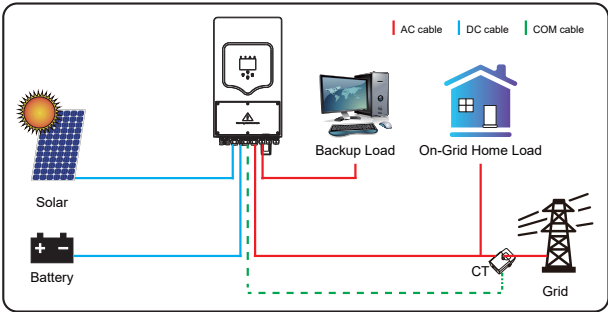 AC cable
DC cable
COM cable
Backup Load
On-Grid Home Load
Solar
Battery
CT
Grid